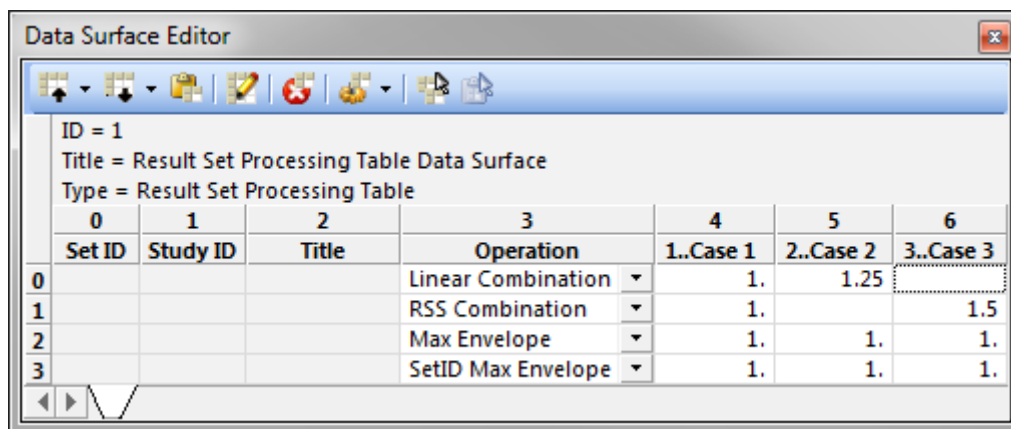 Data Surface Editor
ID = 1
Title = Result Set Processing Table Data Surface
Type = Result Set Processing Table
0 1 2 3 4 5 6
Set ID Study ID Title Operation 1..Case 1 2..Case 2 3..Case 3
0 Linear Combination 1. 1.25
1 RSS Combination 1. 1.5
2 Max Envelope 1. 1. 1.
3 SetID Max Envelope 1. 1. 1.